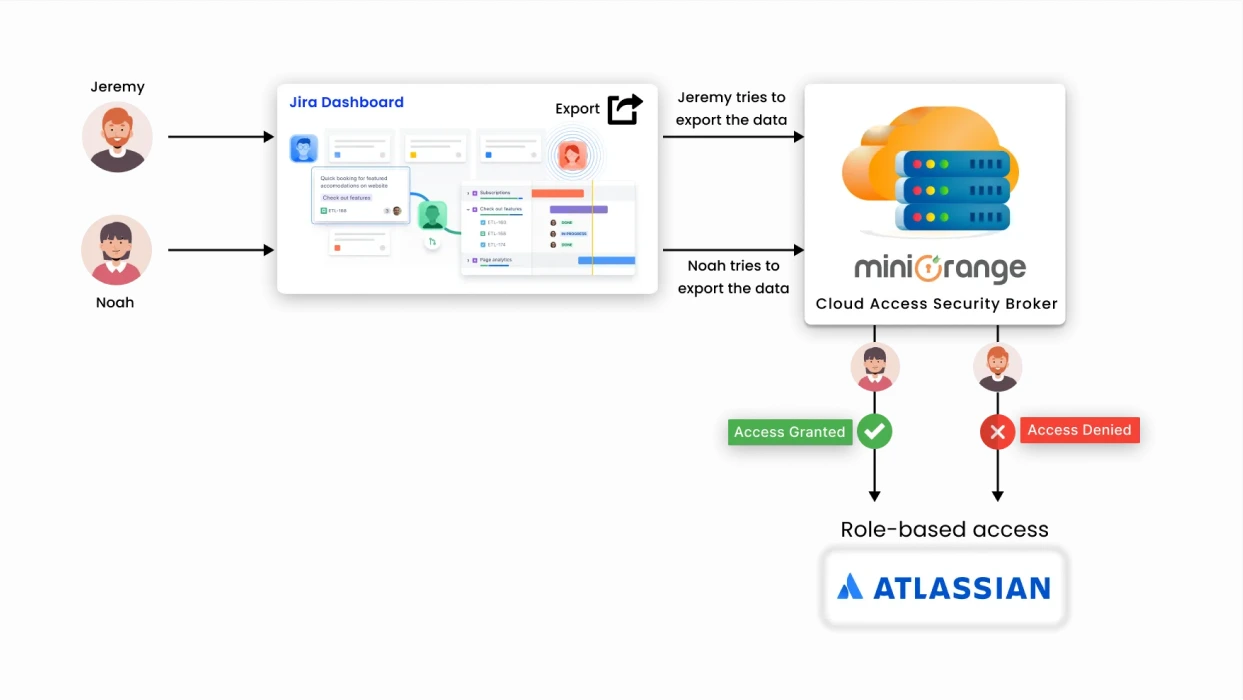 Jeremy
Noah
Jira Dashboard
Export
Quick booking for featured
accomodations on website
Check out features
ETL-168
3
Subscriptions
Check out features
ETL-163
DONE
ETL-168
IN PROGRESS
ETL-174
DONE
Page analytics
Jeremy tries to
export the data
Noah tries to
export the data
miniOrange
Cloud Access Security Broker
Access Granted
Access Denied
Role-based access
ATLASSIAN